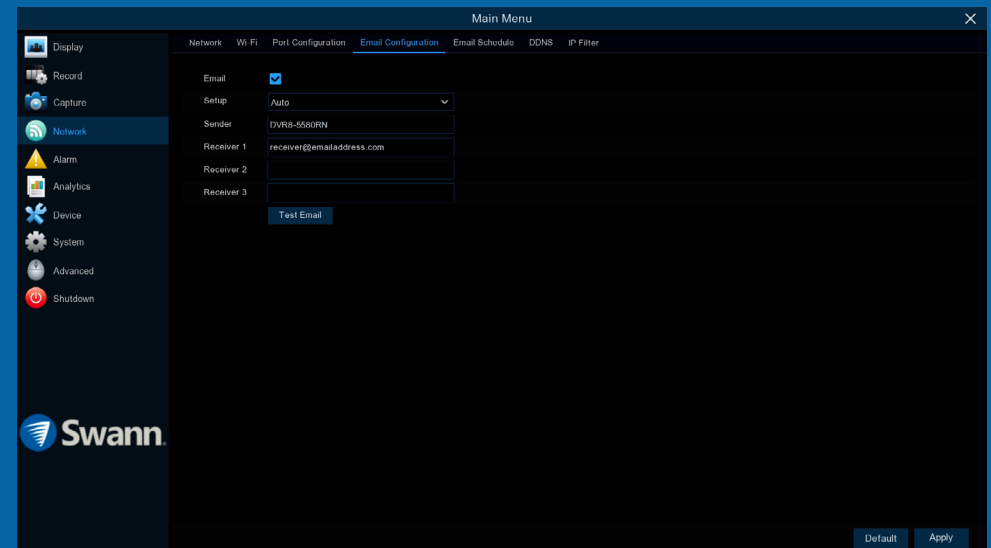 Main Menu
Display
Record
Capture
Network
Alarm
Analytics
Device
System
Advanced
Shutdown
Swann
Network Wi-Fi Port Configuration Email Configuration Email Schedule DDNS IP Filter
Email
Setup Auto
Sender DVR8-5580RN
Receiver 1 receiver@emailaddress.com
Receiver 2
Receiver 3
Test Email
Default Apply